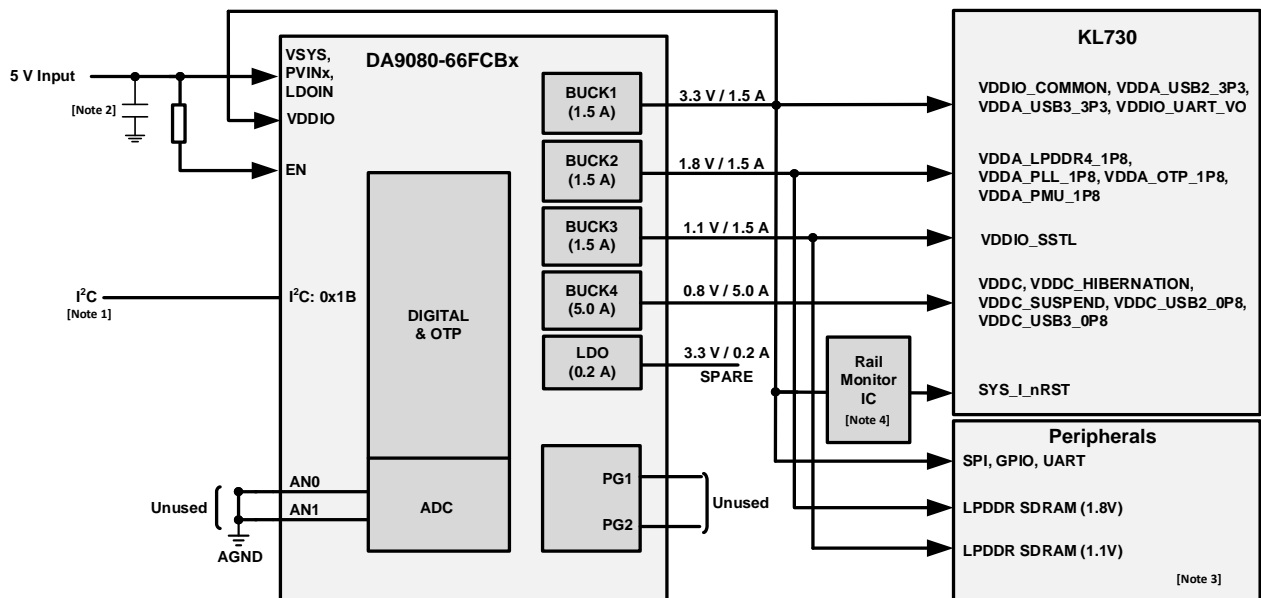 5 V Input
[Note 2]
VSYS,
PVINx,
LDOIN
VDDIO
EN
I²C
[Note 1]
I²C: 0x1B
DA9080-66FCBx
DIGITAL
& OTP
ADC
AN0
AN1
Unused
AGND
BUCK1
(1.5 A)
BUCK2
(1.5 A)
BUCK3
(1.5 A)
BUCK4
(5.0 A)
LDO
(0.2 A)
PG1
PG2
Unused
3.3 V / 1.5 A
1.8 V / 1.5 A
1.1 V / 1.5 A
0.8 V / 5.0 A
3.3 V / 0.2 A
SPARE
Rail
Monitor
IC
[Note 4]
KL730
VDDIO_COMMON, VDDA_USB2_3P3,
VDDA_USB3_3P3, VDDIO_UART_VO
VDDA_LPDDR4_1P8,
VDDA_PLL_1P8, VDDA_OTP_1P8,
VDDA_PMU_1P8
VDDIO_SSTL
VDDC, VDDC_HIBERNATION,
VDDC_SUSPEND, VDDC_USB2_0P8,
VDDC_USB3_0P8
SYS_I_nRST
Peripherals
SPI, GPIO, UART
LPDDR SDRAM (1.8V)
LPDDR SDRAM (1.1V)
[Note 3]